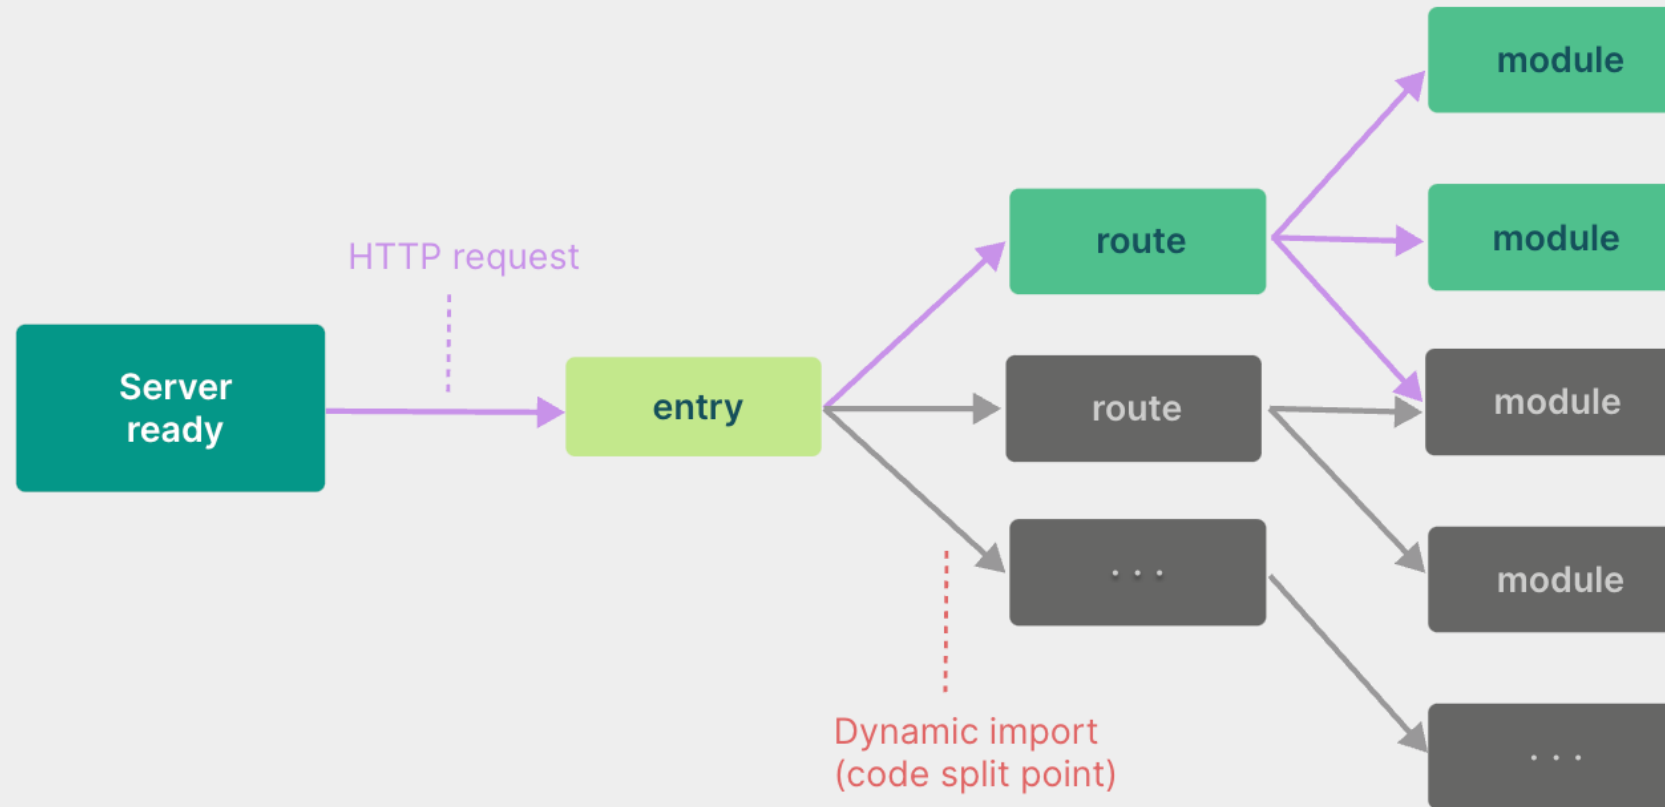 module
module
route
HTTP request
Server
ready
entry
route
module
. . .
module
Dynamic import
(code split point)
. . .